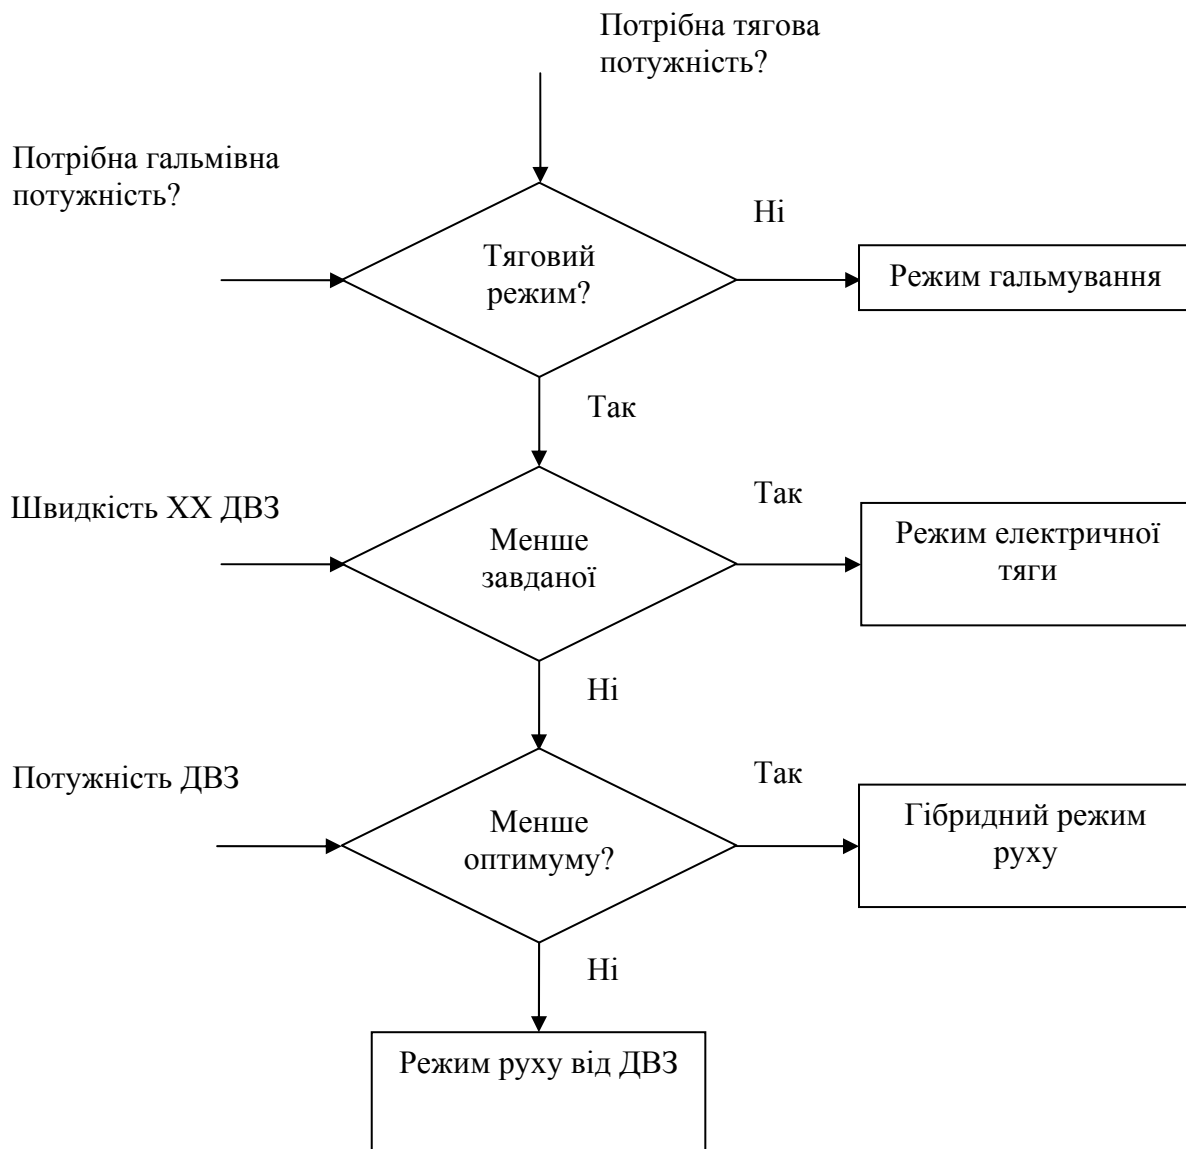 Потрібна тягова
потужність?
Потрібна гальмівна
потужність?
Ні
Тяговий
режим?
Режим гальмування
Так
Швидкість ХХ ДВЗ
Так
Менше
завданої
Режим електричної
тяги
Ні
Потужність ДВЗ
Так
Менше
оптимуму?
Гібридний режим
руху
Ні
Режим руху від ДВЗ